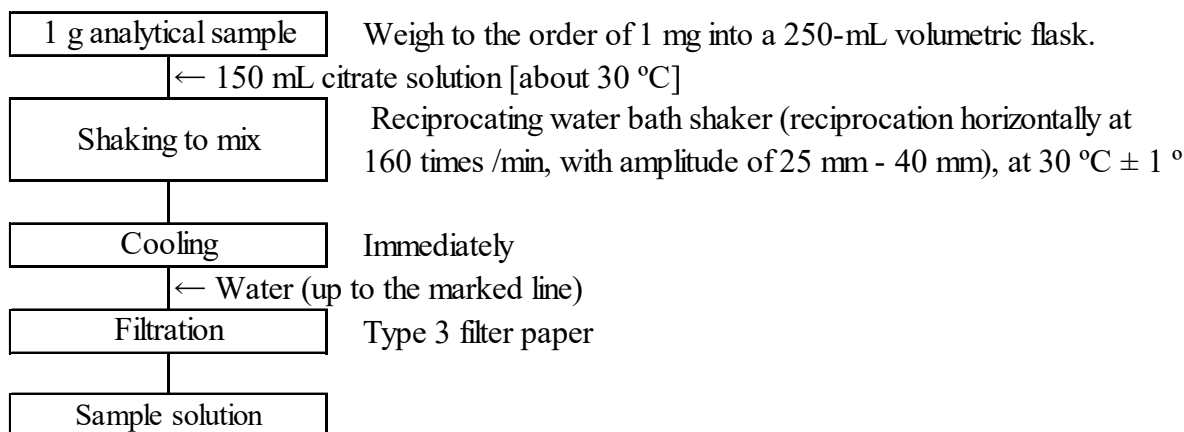 1 g analytical sample Weigh to the order of 1 mg into a 250-mL volumetric flask.
← 150 mL citrate solution [about 30 ºC]
Shaking to mix
Reciprocating water bath shaker (reciprocation horizontally at
160 times /min, with amplitude of 25 mm - 40 mm), at 30 ºC ± 1 º
Cooling Immediately
← Water (up to the marked line)
Filtration Type 3 filter paper
Sample solution